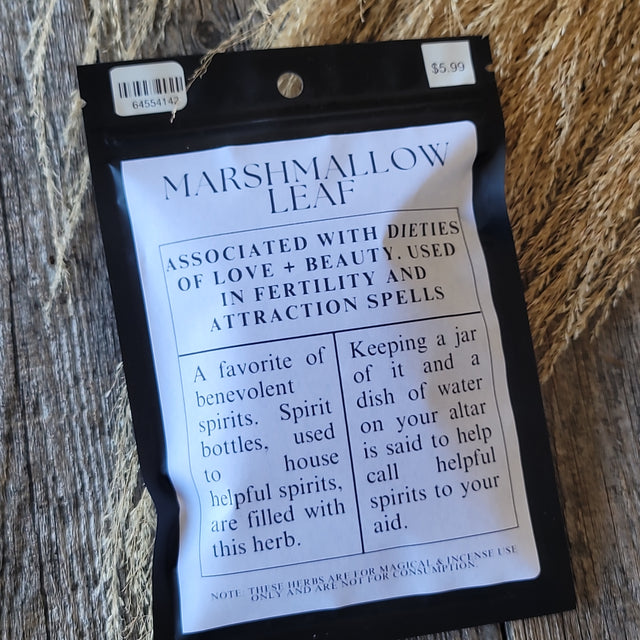 64554142
$5.99
MARSHMALLOW
LEAF
ASSOCIATED WITH DIETIES
OF LOVE + BEAUTY. USED
IN FERTILITY AND
ATTRACTION SPELLS
A favorite of
benevolent
spirits. Spirit
bottles, used
to house
helpful spirits,
are filled with
this herb.
Keeping a jar
of it and a
dish of water
on your altar
is said to help
call helpful
spirits to your
aid.
NOTE: THESE HERBS ARE FOR MAGICAL & INCENSE USE
ONLY AND ARE NOT FOR CONSUMPTION.